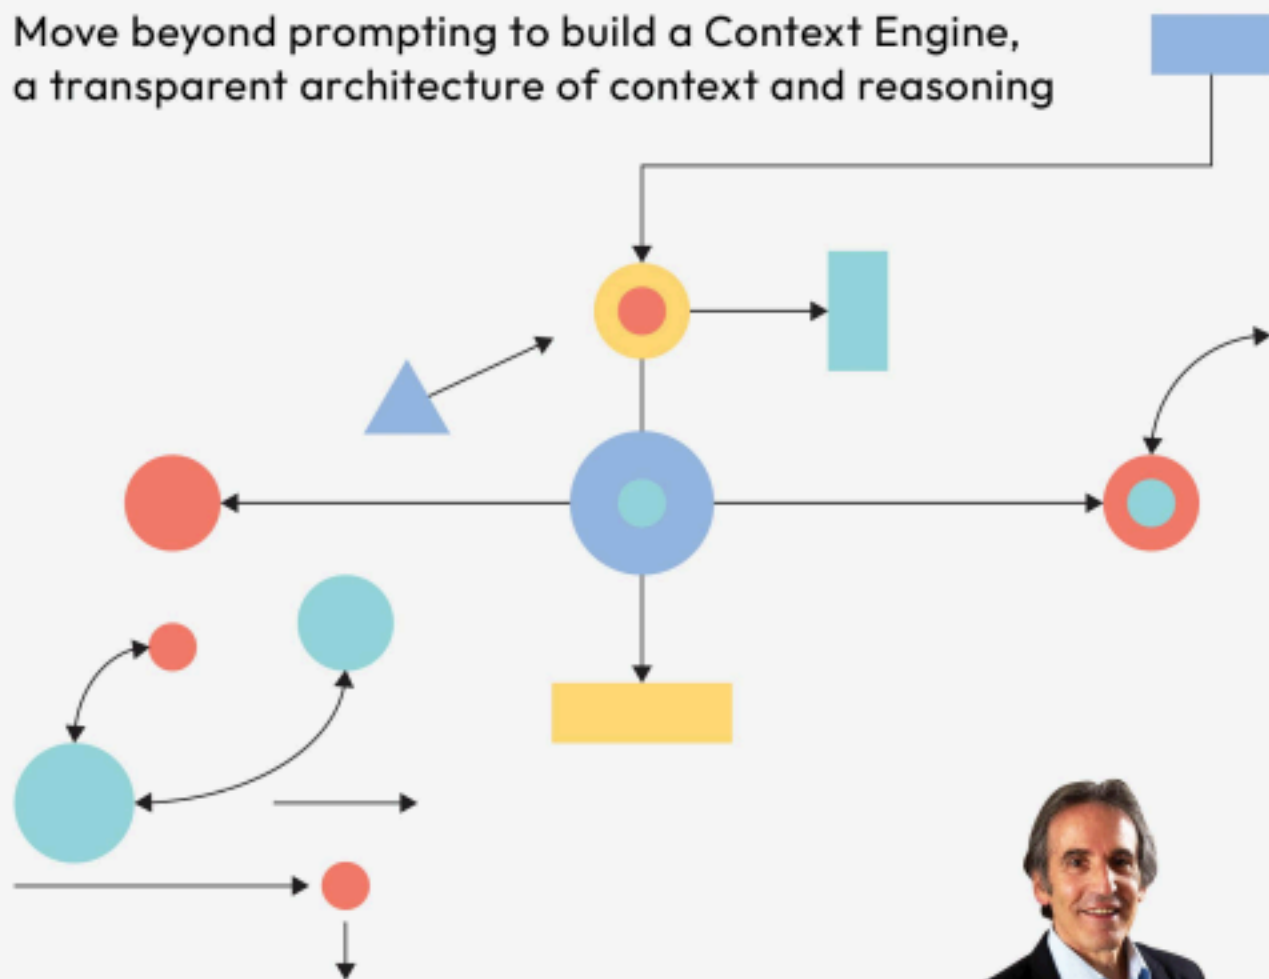 Move beyond prompting to build a Context Engine,
a transparent architecture of context and reasoning